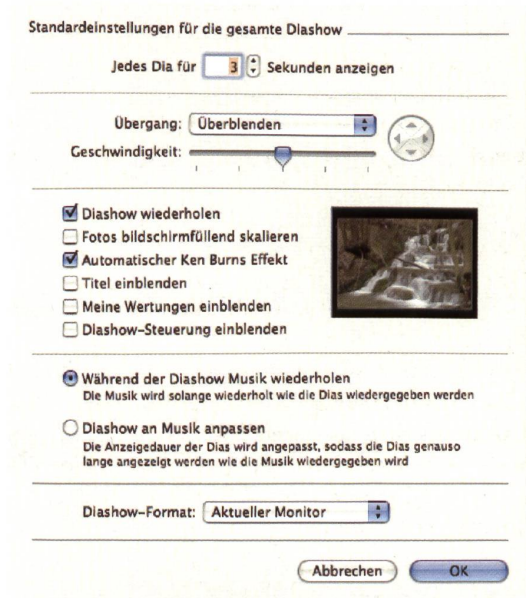 Standardeinstellungen für die gesamte Diashow
Jedes Dia für 3 Sekunden anzeigen
Übergang: Überblenden
Geschwindigkeit:
Diashow wiederholen
Fotos bildschirmfüllend skalieren
Automatischer Ken Burns Effekt
Titel einblenden
Meine Wertungen einblenden
Diashow-Steuerung einblenden
Während der Diashow Musik wiederholen
Die Musik wird solange wiederholt wie die Dias wiedergegeben werden
Diashow an Musik anpassen
Die Anzeigedauer der Dias wird angepasst, sodass die Dias genauso
lange angezeigt werden wie die Musik wiedergegeben wird
Diashow-Format: Aktueller Monitor
Abbrechen OK